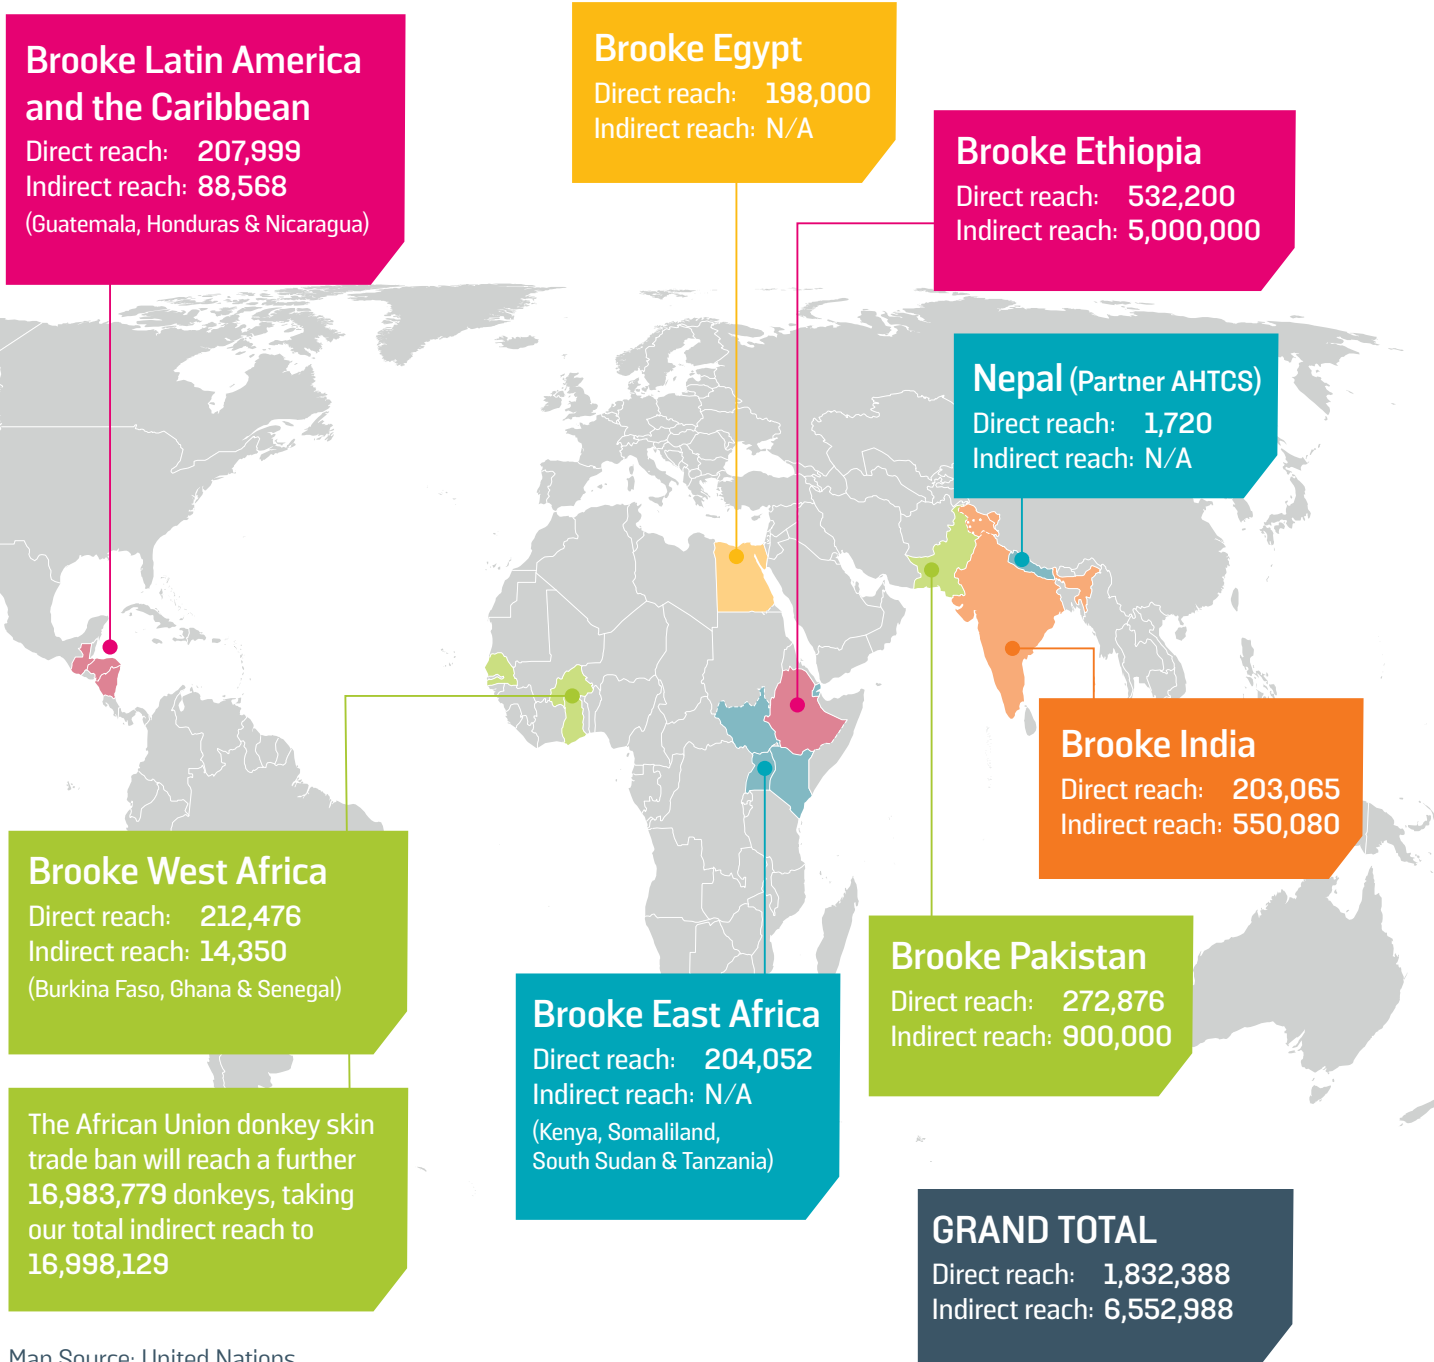 Brooke Latin America
and the Caribbean
Direct reach: 207,999
Indirect reach: 88,568
(Guatemala, Honduras & Nicaragua)
Brooke Egypt
Direct reach: 198,000
Indirect reach: N/A
Brooke Ethiopia
Direct reach: 532,200
Indirect reach: 5,000,000
Nepal (Partner AHTCS)
Direct reach: 1,720
Indirect reach: N/A
Brooke India
Direct reach: 203,065
Indirect reach: 550,080
Brooke West Africa
Direct reach: 212,476
Indirect reach: 14,350
(Burkina Faso, Ghana & Senegal)
Brooke Pakistan
Direct reach: 272,876
Indirect reach: 900,000
Brooke East Africa
Direct reach: 204,052
Indirect reach: N/A
(Kenya, Somaliland,
South Sudan & Tanzania)
The African Union donkey skin
trade ban will reach a further
16,983,779 donkeys, taking
our total indirect reach to
16,998,129
GRAND TOTAL
Direct reach: 1,832,388
Indirect reach: 6,552,988
Map Source: United Nations